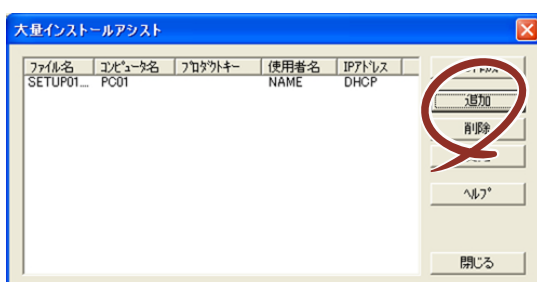 大量インストールアシスト
ﾌｧｲﾙ名 ｺﾝﾋﾟｭｰﾀ名 ﾌﾟﾛﾀﾞｸﾄｷｰ 使用者名 IPｱﾄﾞﾚｽ
SETUP01... PC01 NAME DHCP
追加
削除
ﾍﾙﾌﾟ
閉じる